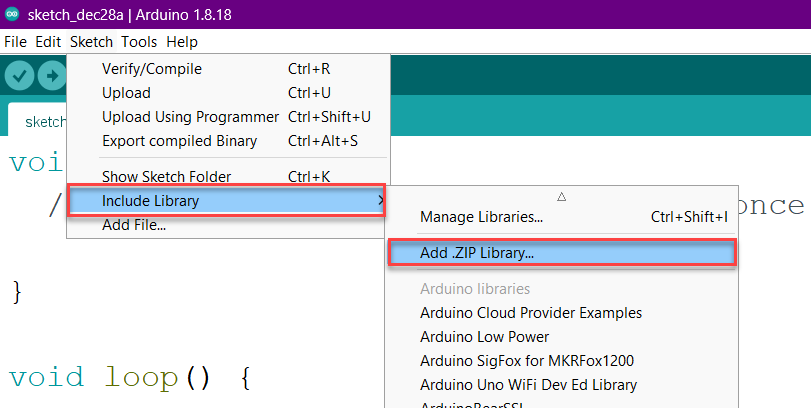 sketch_dec28a | Arduino 1.8.18
File Edit Sketch Tools Help
Verify/Compile Ctrl+R
Upload Ctrl+U
Upload Using Programmer Ctrl+Shift+U
Export compiled Binary Ctrl+Alt+S
Show Sketch Folder Ctrl+K
Include Library
Add File...
Manage Libraries... Ctrl+Shift+I
Add .ZIP Library...
Arduino libraries
Arduino Cloud Provider Examples
Arduino Low Power
Arduino SigFox for MKRFox1200
Arduino Uno WiFi Dev Ed Library
ArduinoBearSSL
sketch
voi
/ once
}
void loop() {